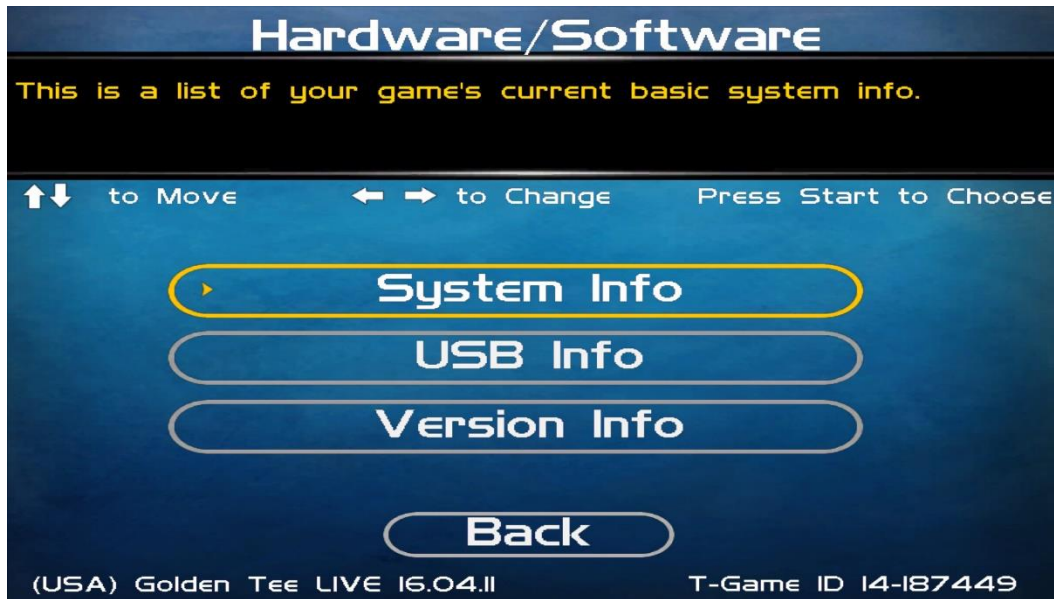 Hardware/Software
This is a list of your game's current basic system info.
to Move to Change Press Start to Choose
System Info
USB Info
Version Info
Back
(USA) Golden Tee LIVE 16.04.11 T-Game ID 14-187449